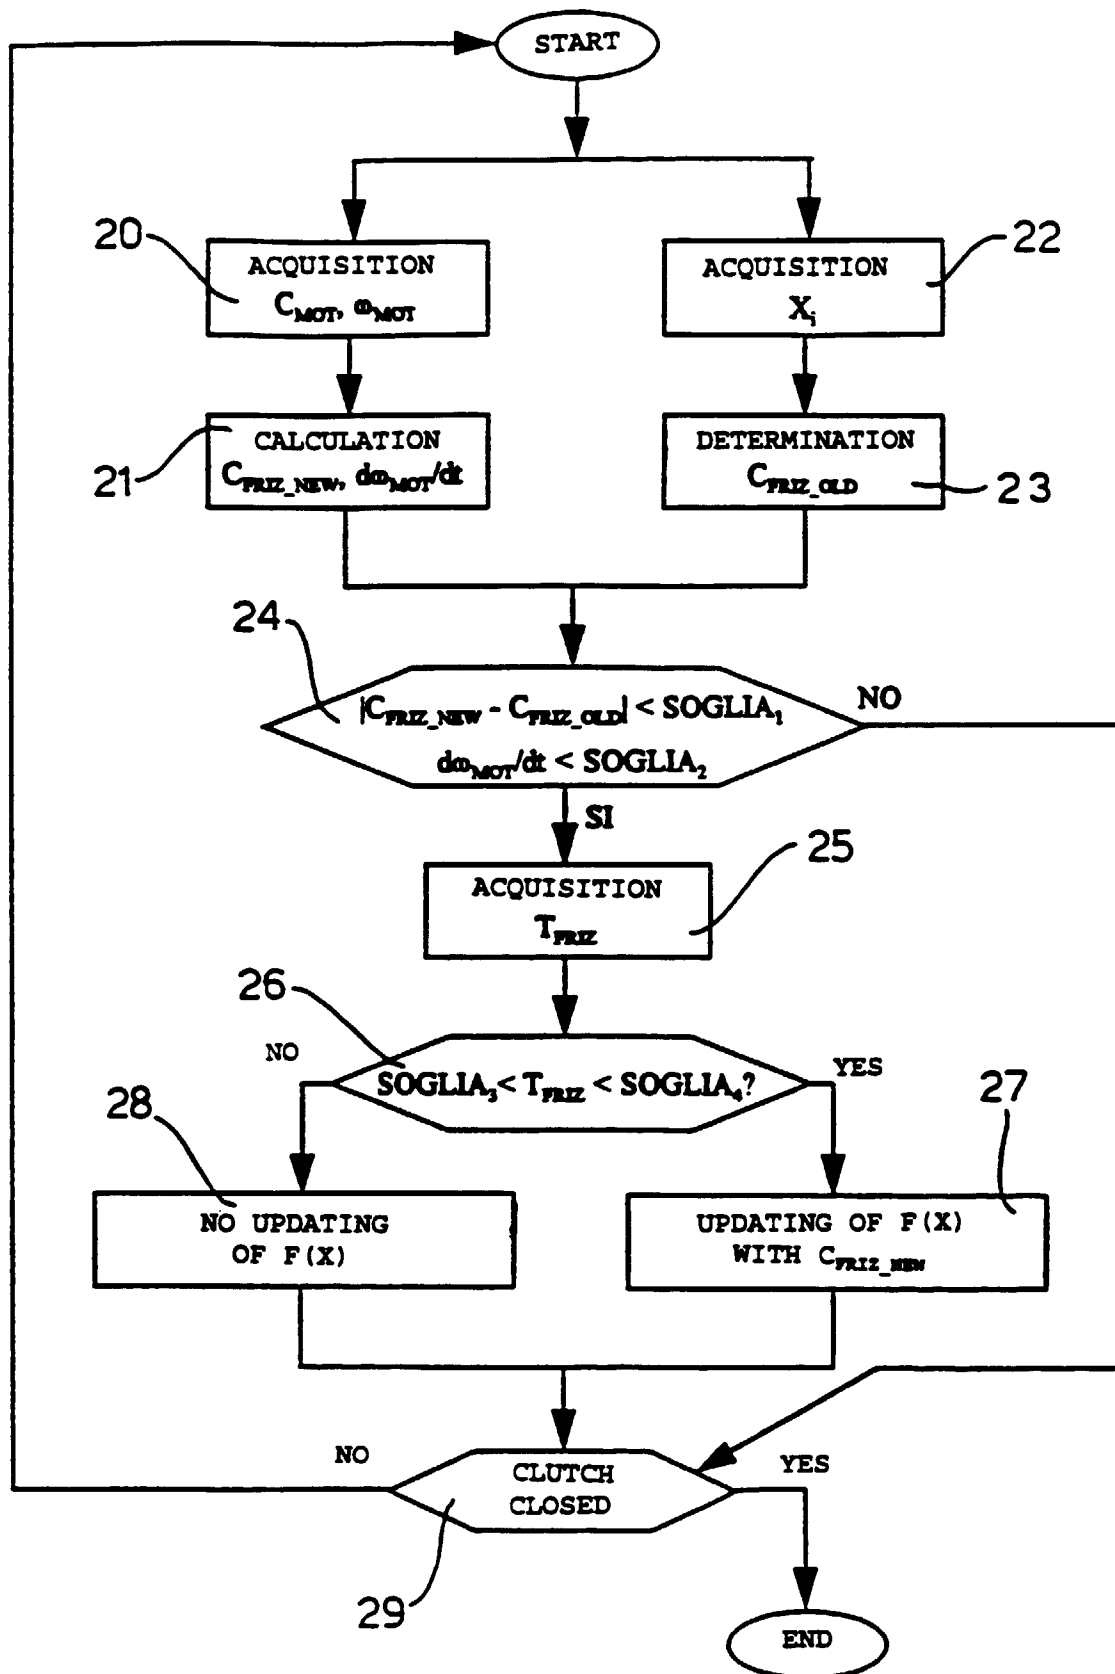 START
20
ACQUISITION
C_MOT, ω_MOT
22
ACQUISITION
X_i
21
CALCULATION
C_FRIZ_NEW, dω_MOT/dt
DETERMINATION
C_FRIZ_OLD
23
24
|C_FRIZ_NEW - C_FRIZ_OLD| < SOGLIA_1
dω_MOT/dt < SOGLIA_2
NO
SI
25
ACQUISITION
T_FRIZ
26
NO
SOGLIA_3 < T_FRIZ < SOGLIA_4?
YES
28
NO UPDATING
OF F(X)
27
UPDATING OF F(X)
WITH C_FRIZ_NEW
NO
CLUTCH
CLOSED
YES
29
END